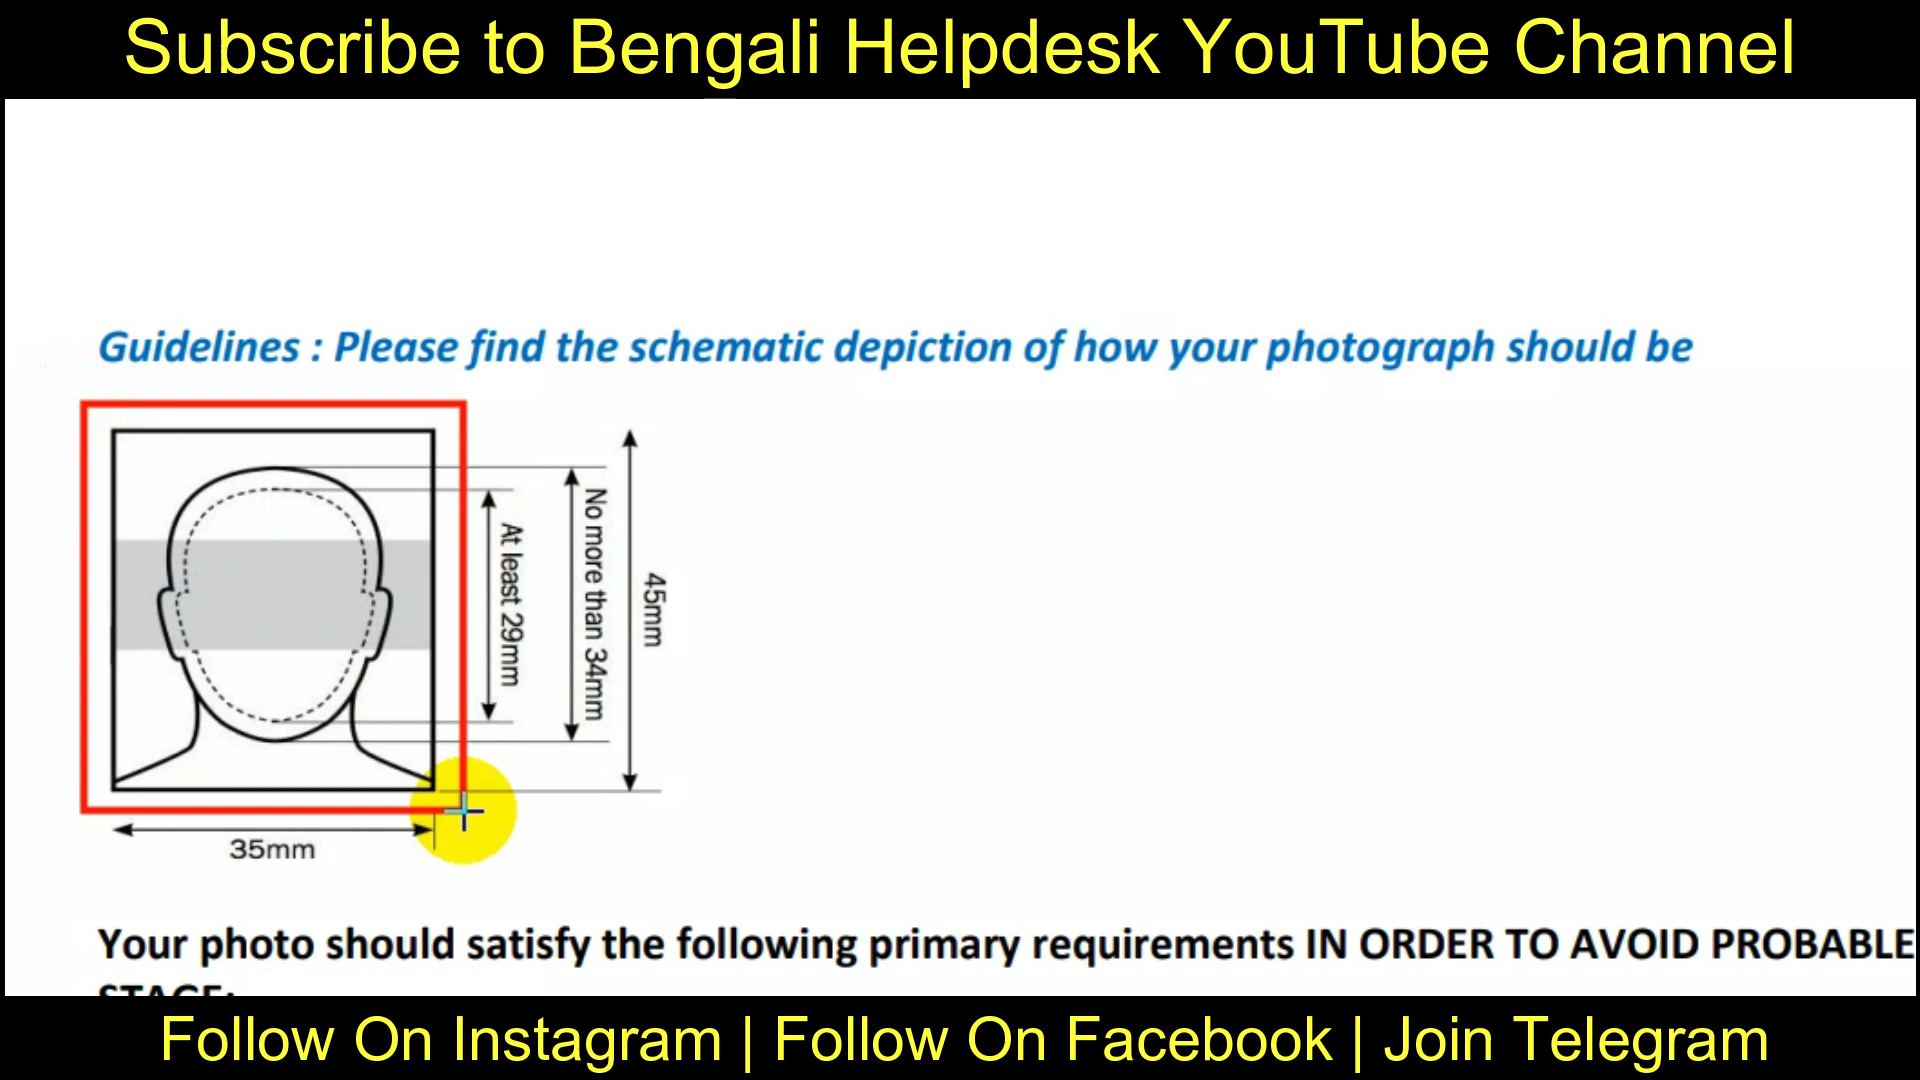 Subscribe to Bengali Helpdesk YouTube Channel
Guidelines : Please find the schematic depiction of how your photograph should be
At least 29mm
No more than 34mm
45mm
35mm
Your photo should satisfy the following primary requirements IN ORDER TO AVOID PROBABLE
STAGE:
Follow On Instagram | Follow On Facebook | Join Telegram